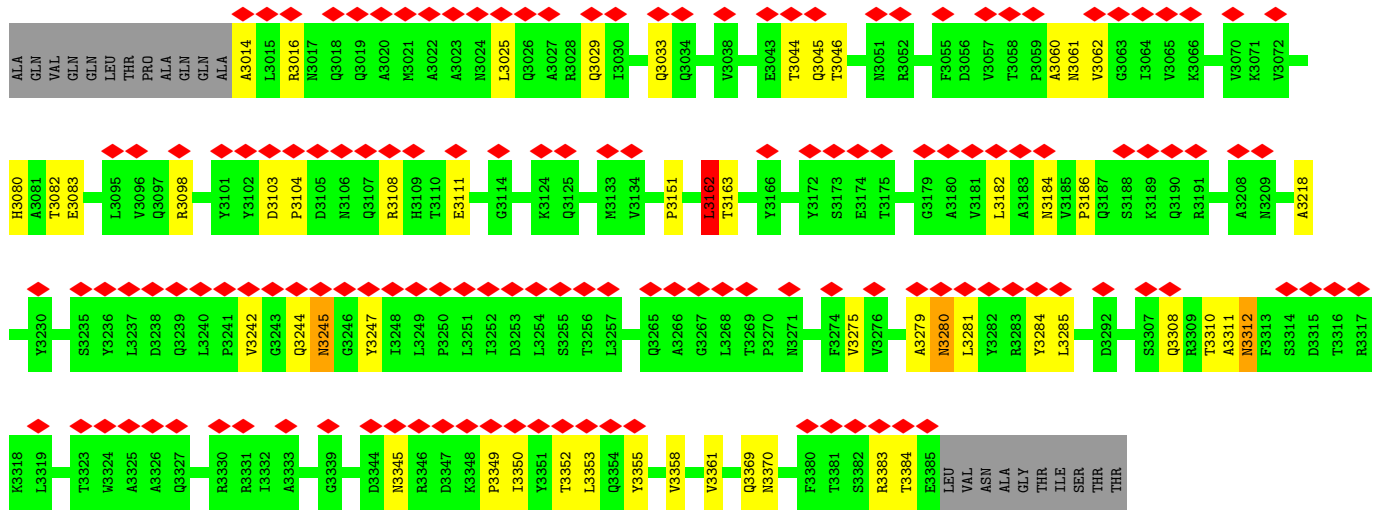 ALA GLN VAL GLN GLN LEU THR PRO ALA GLN GLN ALA A3014 L3015 R3016 N3017 Q3018 Q3019 A3020 M3021 A3022 A3023 N3024 L3025 Q3026 A3027 R3028 Q3029 I3030 Q3033 Q3034 V3038 E3043 T3044 Q3045 T3046 N3051 R3052 F3055 D3056 V3057 T3058 P3059 A3060 N3061 V3062 G3063 I3064 V3065 K3066 V3070 K3071 V3072
H3080 A3081 T3082 E3083 L3095 V3096 Q3097 R3098 Y3101 Y3102 D3103 P3104 D3105 N3106 Q3107 R3108 H3109 T3110 E3111 G3114 K3124 Q3125 M3133 V3134 P3151 L3162 T3163 Y3166 Y3172 S3173 E3174 T3175 G3179 A3180 V3181 L3182 A3183 N3184 V3185 P3186 Q3187 S3188 K3189 Q3190 R3191 A3208 N3209 A3218
Y3230 S3235 Y3236 L3237 D3238 Q3239 L3240 P3241 V3242 G3243 Q3244 N3245 G3246 Y3247 I3248 L3249 P3250 L3251 I3252 D3253 L3254 S3255 T3256 L3257 Q3265 A3266 G3267 L3268 T3269 P3270 N3271 F3274 V3275 V3276 A3279 N3280 L3281 Y3282 R3283 Y3284 L3285 D3292 S3307 Q3308 R3309 T3310 A3311 N3312 F3313 S3314 D3315 T3316 R3317
K3318 L3319 T3323 W3324 A3325 A3326 Q3327 R3330 R3331 I3332 A3333 G3339 D3344 N3345 R3346 D3347 K3348 P3349 I3350 Y3351 T3352 L3353 Q3354 Y3355 V3358 V3361 Q3369 N3370 F3380 T3381 S3382 R3383 T3384 E3385 LEU VAL ASN ALA GLY THR ILE SER THR THR